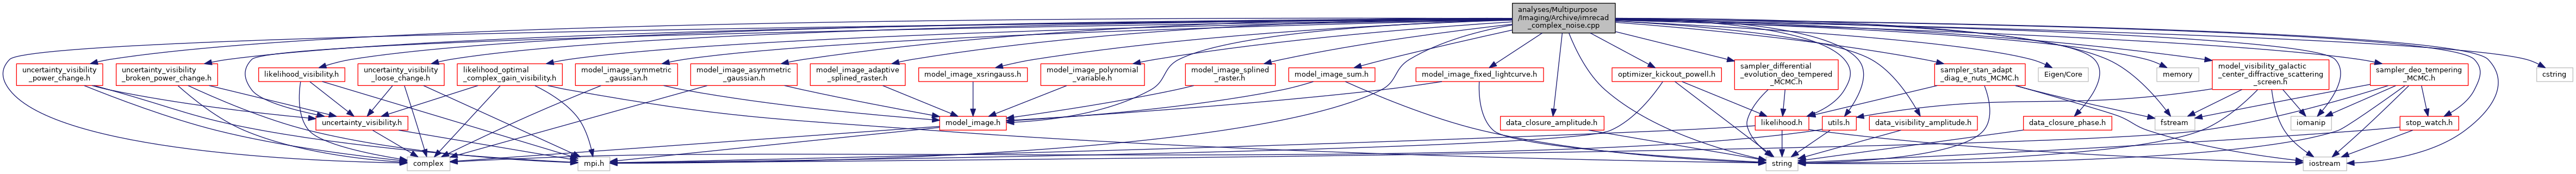 analyses/Multipurpose
/Imaging/Archive/imrecad
_complex_noise.cpp
uncertainty_visibility
_power_change.h
uncertainty_visibility
_broken_power_change.h
likelihood_visibility.h
uncertainty_visibility
_loose_change.h
likelihood_optimal
_complex_gain_visibility.h
model_image_symmetric
_gaussian.h
model_image_asymmetric
_gaussian.h
model_image_adaptive
_splined_raster.h
model_image_xsringauss.h
model_image_polynomial
_variable.h
model_image_splined
_raster.h
model_image_sum.h
model_image_fixed_lightcurve.h
optimizer_kickout_powell.h
sampler_differential
_evolution_deo_tempered
_MCMC.h
sampler_stan_adapt
_diag_e_nuts_MCMC.h
Eigen/Core
memory
model_visibility_galactic
_center_diffractive_scattering
_screen.h
sampler_deo_tempering
_MCMC.h
cstring
uncertainty_visibility.h
model_image.h
data_closure_amplitude.h
likelihood.h
utils.h
data_visibility_amplitude.h
data_closure_phase.h
fstream
iomanip
stop_watch.h
complex
mpi.h
string
iostream